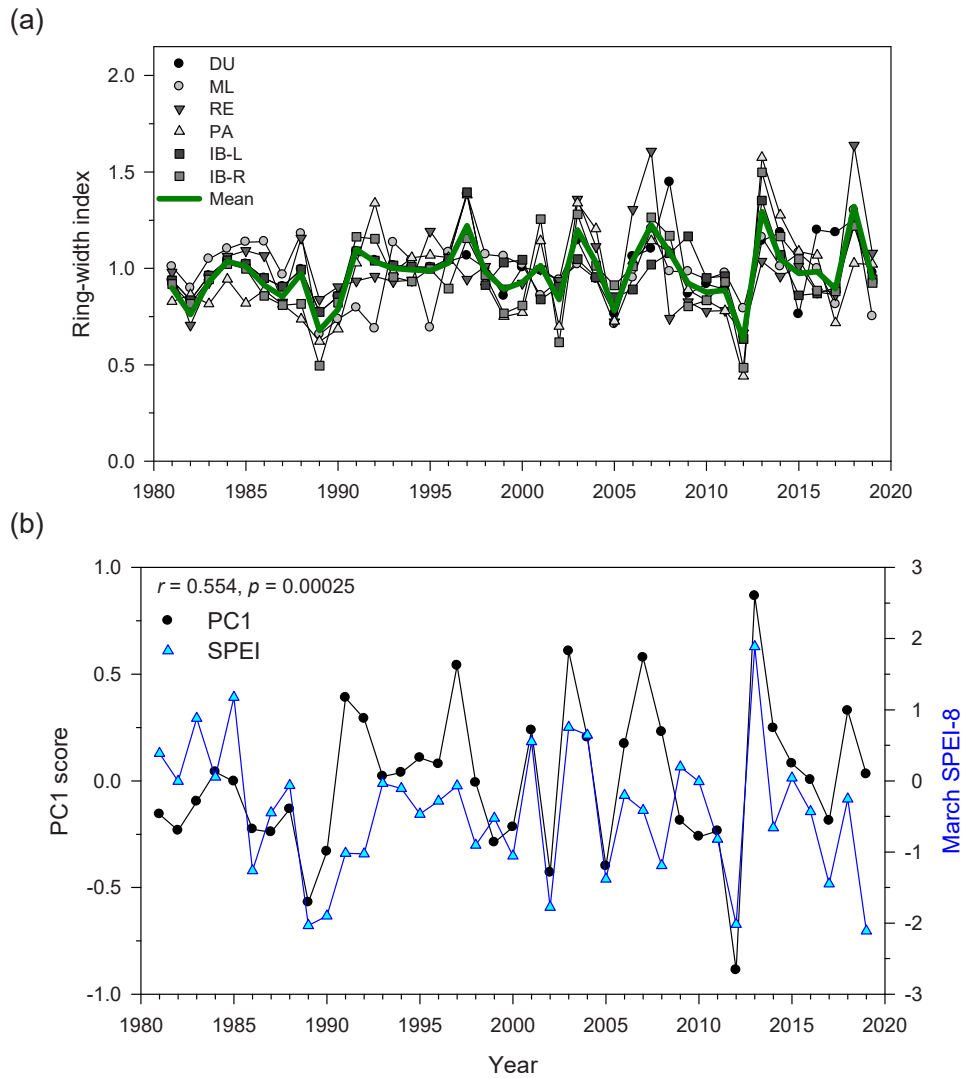 (a)
Ring-width index
2.0
1.5
1.0
0.5
0.0
DU
ML
RE
PA
IB-L
IB-R
Mean
1980 1985 1990 1995 2000 2005 2010 2015 2020
(b)
PC1 score
1.0
0.5
0.0
-0.5
-1.0
r = 0.554, p = 0.00025
PC1
SPEI
3
2
1
0
-1
-2
-3
March SPEI-8
1980 1985 1990 1995 2000 2005 2010 2015 2020
Year